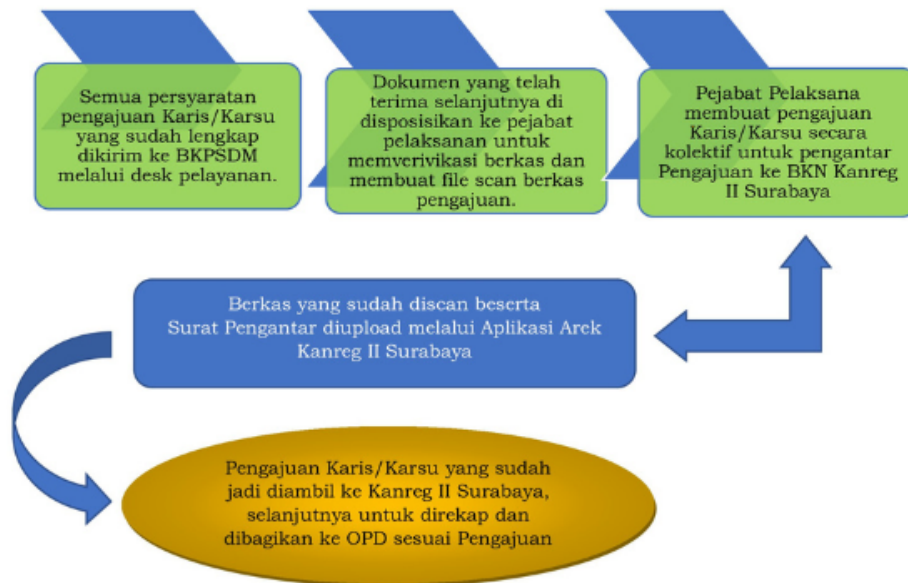 Semua persyaratan
pengajuan Karis/Karsu
yang sudah lengkap
dikirim ke BKPSDM
melalui desk pelayanan.
Dokumen yang telah
terima selanjutnya di
disposisikan ke pejabat
pelaksanan untuk
memverivikasi berkas dan
membuat file scan berkas
pengajuan.
Pejabat Pelaksana
membuat pengajuan
Karis/Karsu secara
kolektif untuk pengantar
Pengajuan ke BKN Kanreg
II Surabaya
Berkas yang sudah discan beserta
Surat Pengantar diupload melalui Aplikasi Arek
Kanreg II Surabaya
Pengajuan Karis/Karsu yang sudah
jadi diambil ke Kanreg II Surabaya,
selanjutnya untuk direkap dan
dibagikan ke OPD sesuai Pengajuan